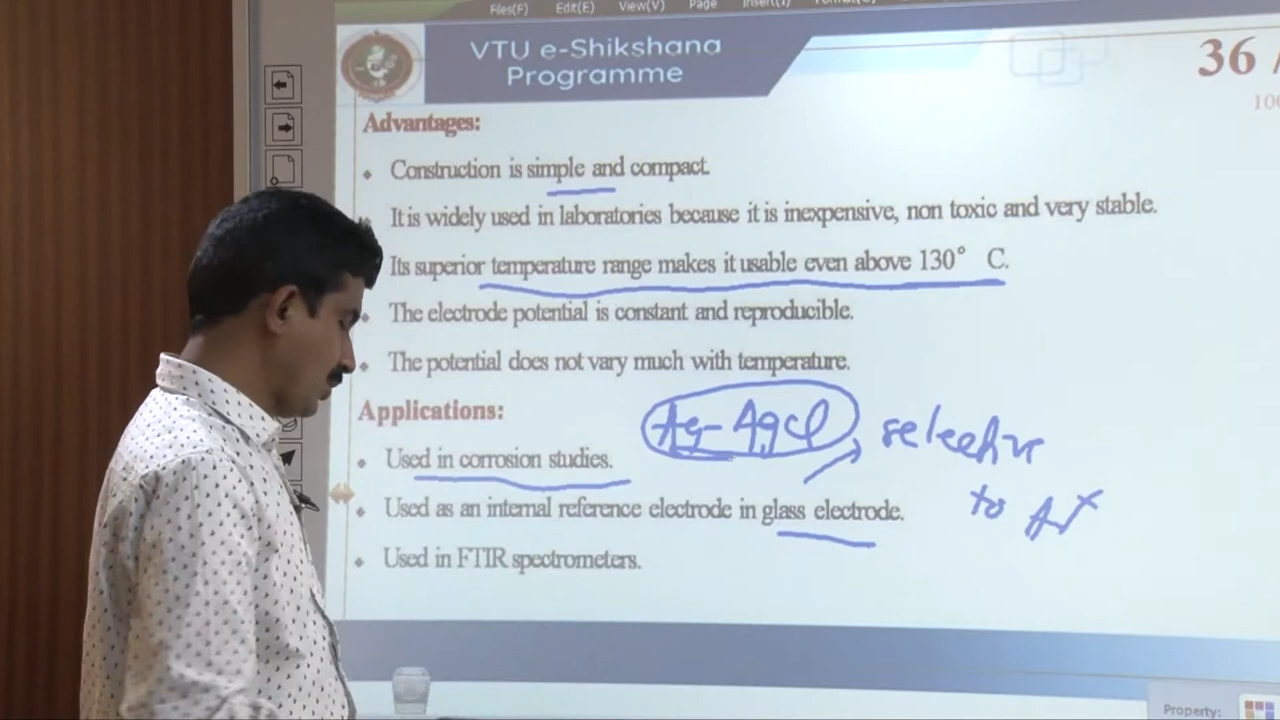 Files(F) Edit(E) View(V) Page Insert(I)
VTU e-Shikshana
Programme
36 /
Advantages:
Construction is simple and compact.
It is widely used in laboratories because it is inexpensive, non toxic and very stable.
Its superior temperature range makes it usable even above 130° C.
The electrode potential is constant and reproducible.
The potential does not vary much with temperature.
Applications:
Ag-AgCl
selective
to
Used in corrosion studies.
Used as an internal reference electrode in glass electrode.
Used in FTIR spectrometers.
Property: